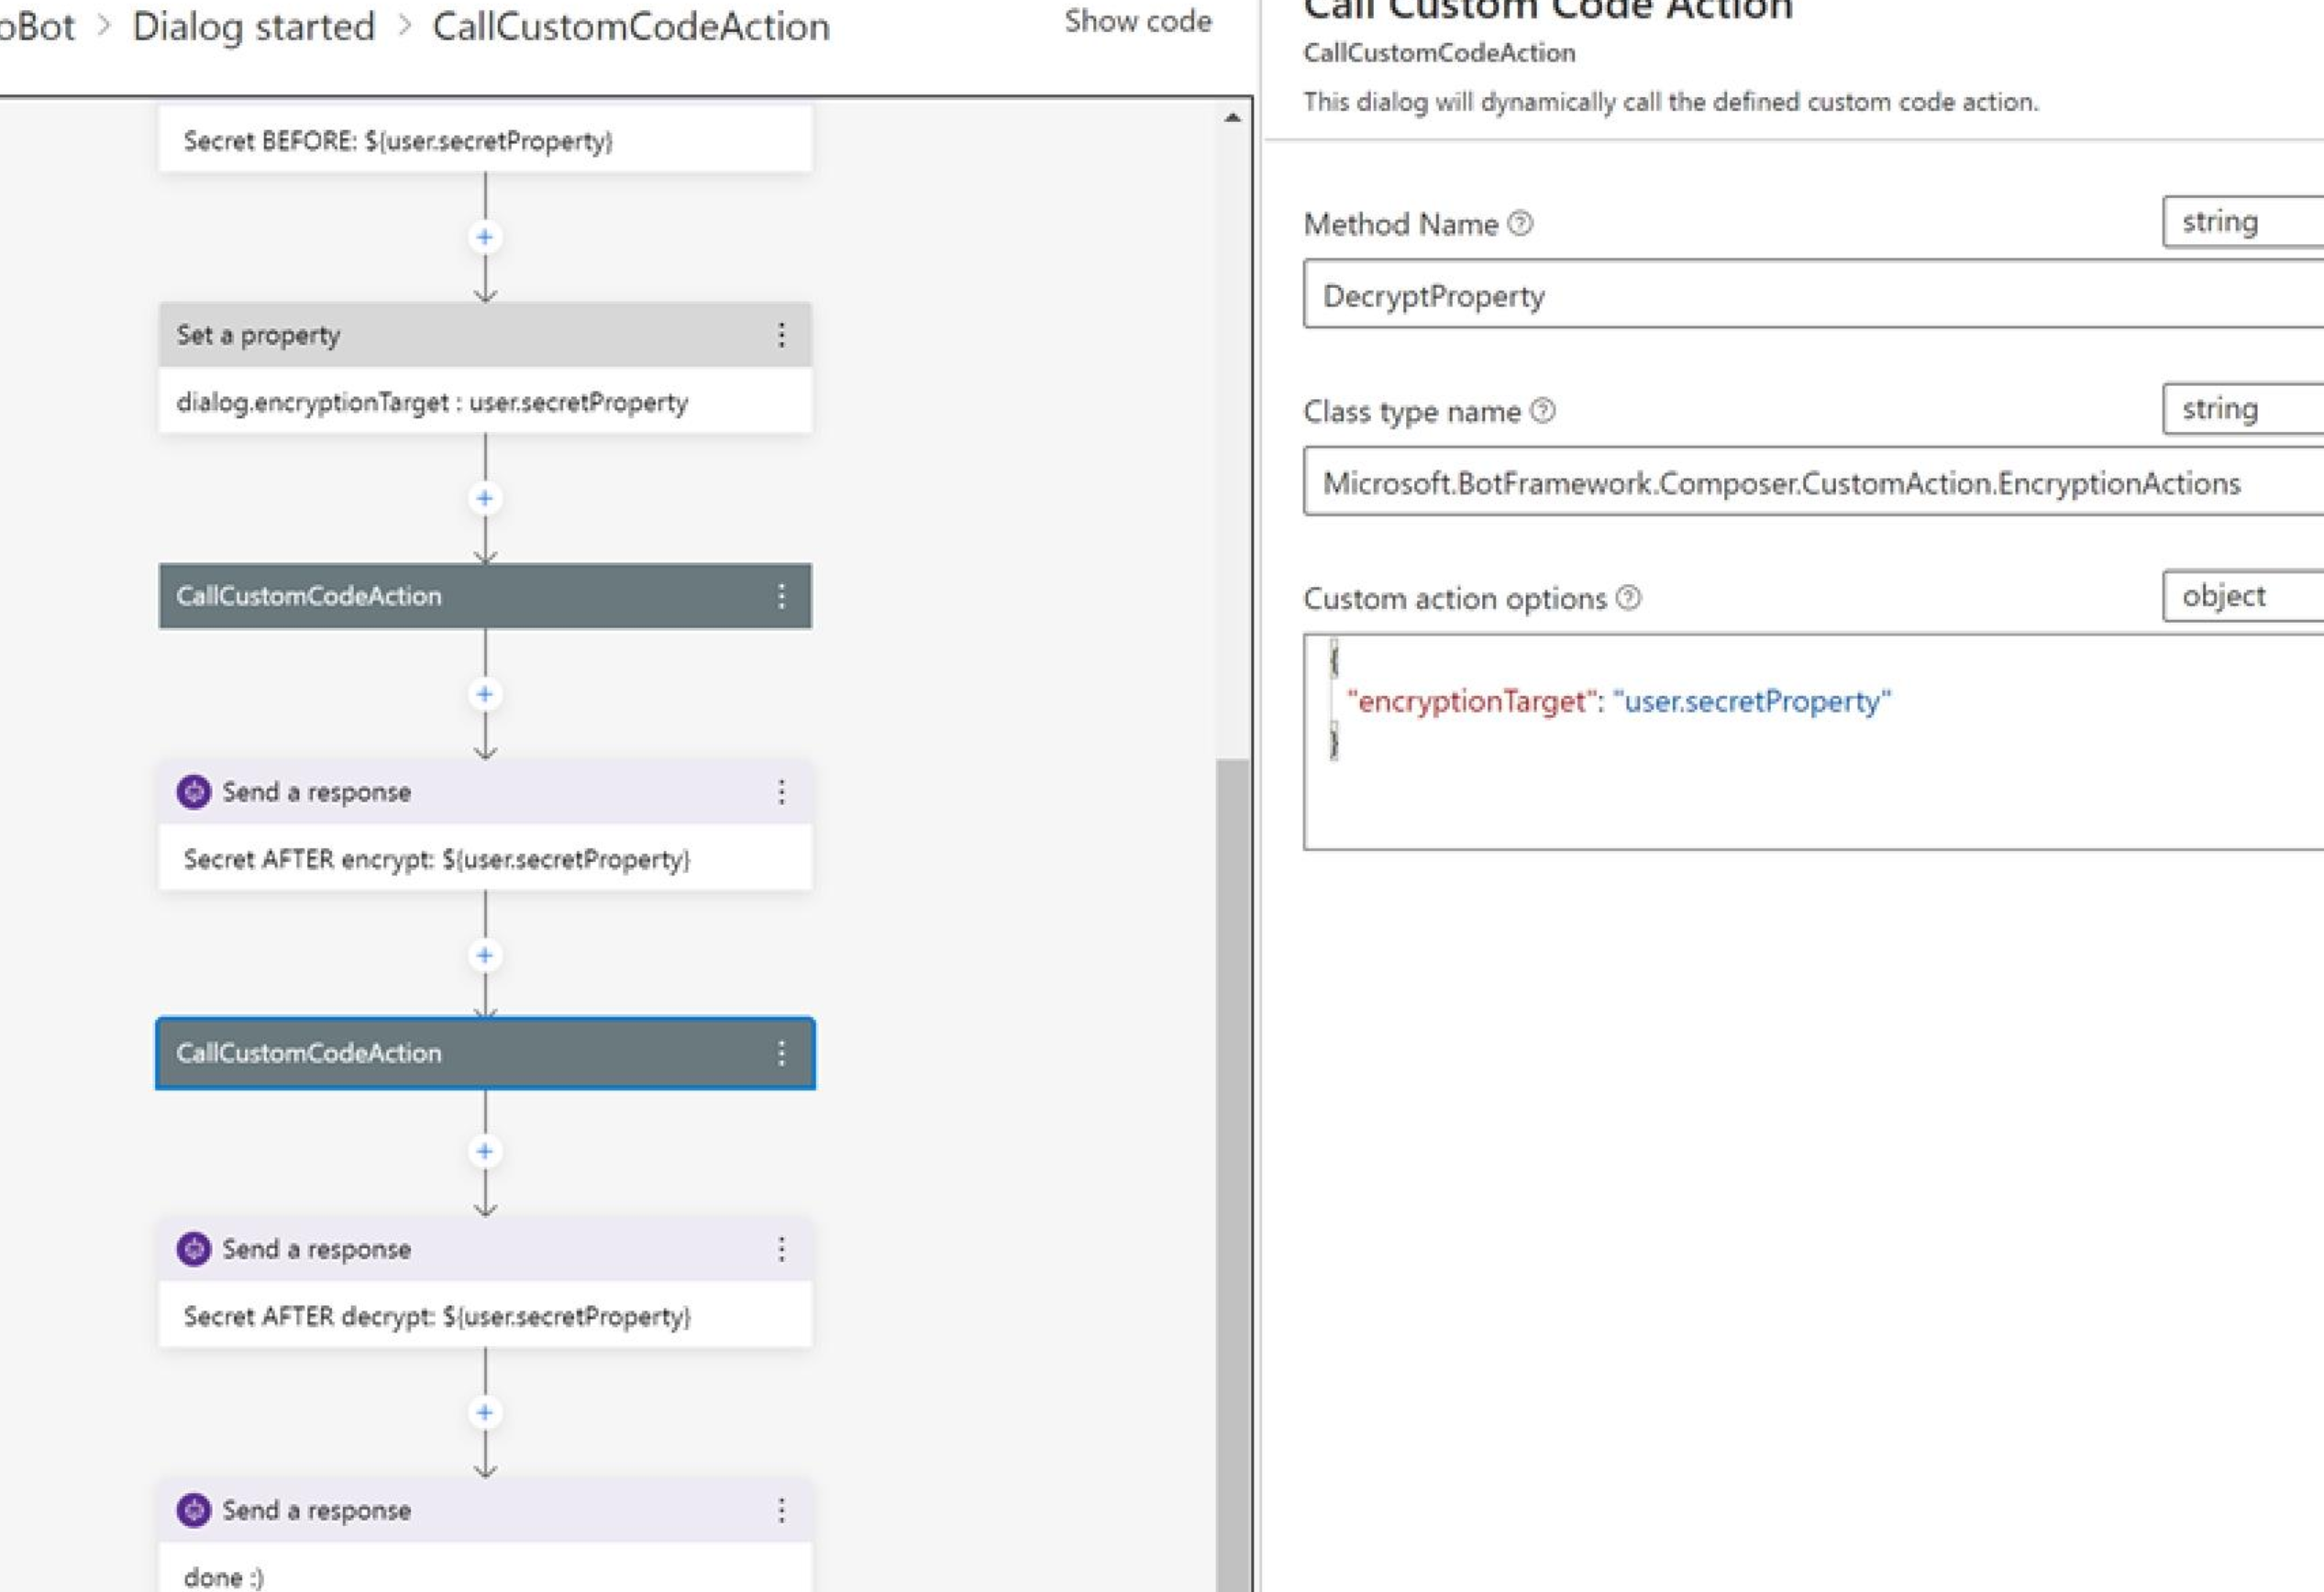 oBot > Dialog started > CallCustomCodeAction
Show code
Secret BEFORE: ${user.secretProperty}
Set a property
dialog.encryptionTarget : user.secretProperty
CallCustomCodeAction
Send a response
Secret AFTER encrypt: ${user.secretProperty}
CallCustomCodeAction
Send a response
Secret AFTER decrypt: ${user.secretProperty}
Send a response
done :)
Call Custom Code Action
CallCustomCodeAction
This dialog will dynamically call the defined custom code action.
Method Name
string
DecryptProperty
Class type name
string
Microsoft.BotFramework.Composer.CustomAction.EncryptionActions
Custom action options
object
{
"encryptionTarget": "user.secretProperty"
}